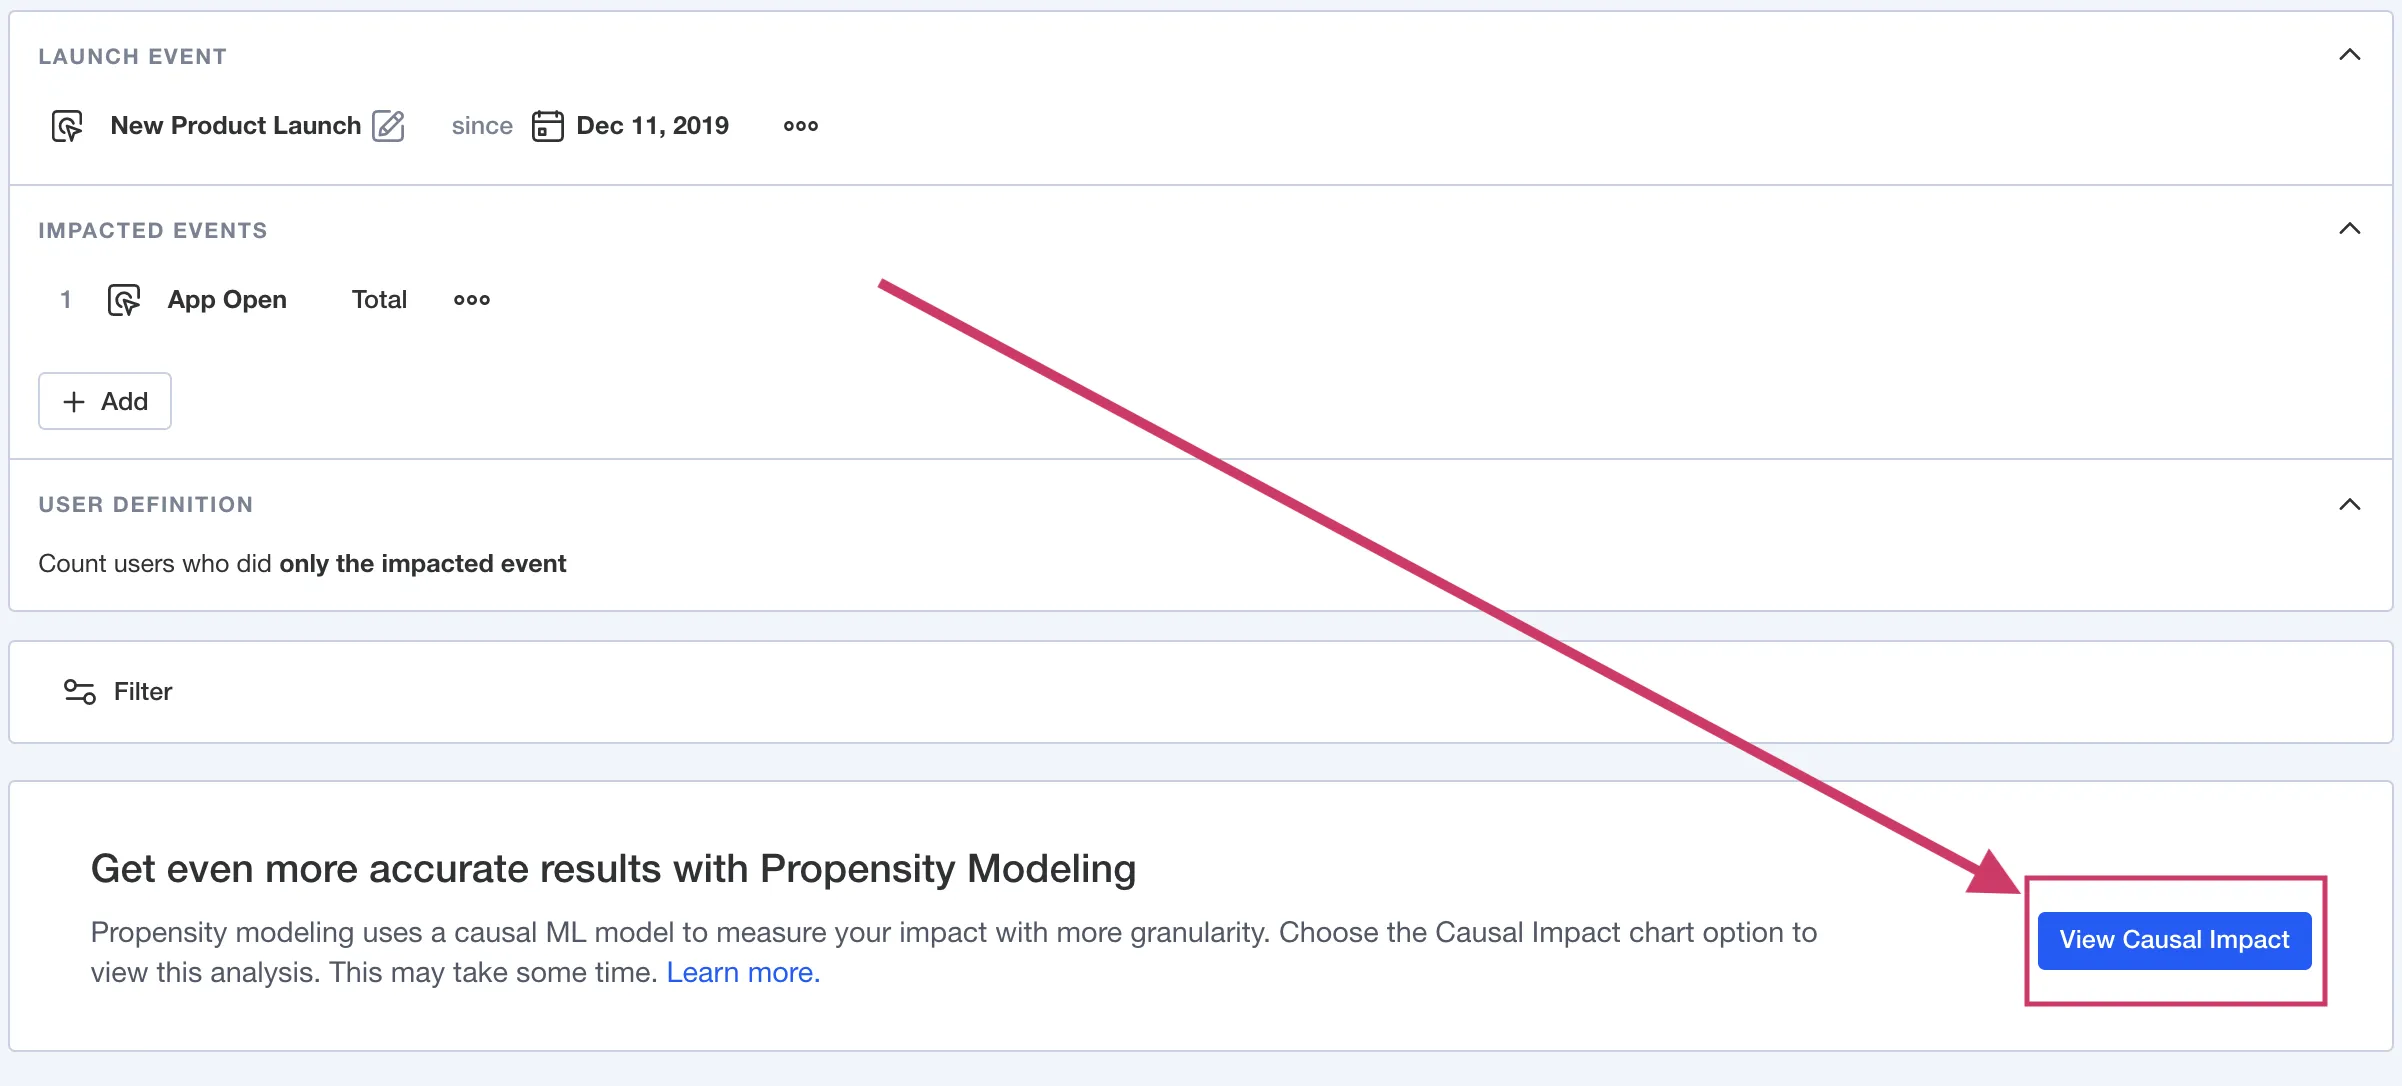 LAUNCH EVENT
New Product Launch since Dec 11, 2019
IMPACTED EVENTS
1 App Open Total
Add
USER DEFINITION
Count users who did only the impacted event
Filter
Get even more accurate results with Propensity Modeling
Propensity modeling uses a causal ML model to measure your impact with more granularity. Choose the Causal Impact chart option to
view this analysis. This may take some time. Learn more.
View Causal Impact